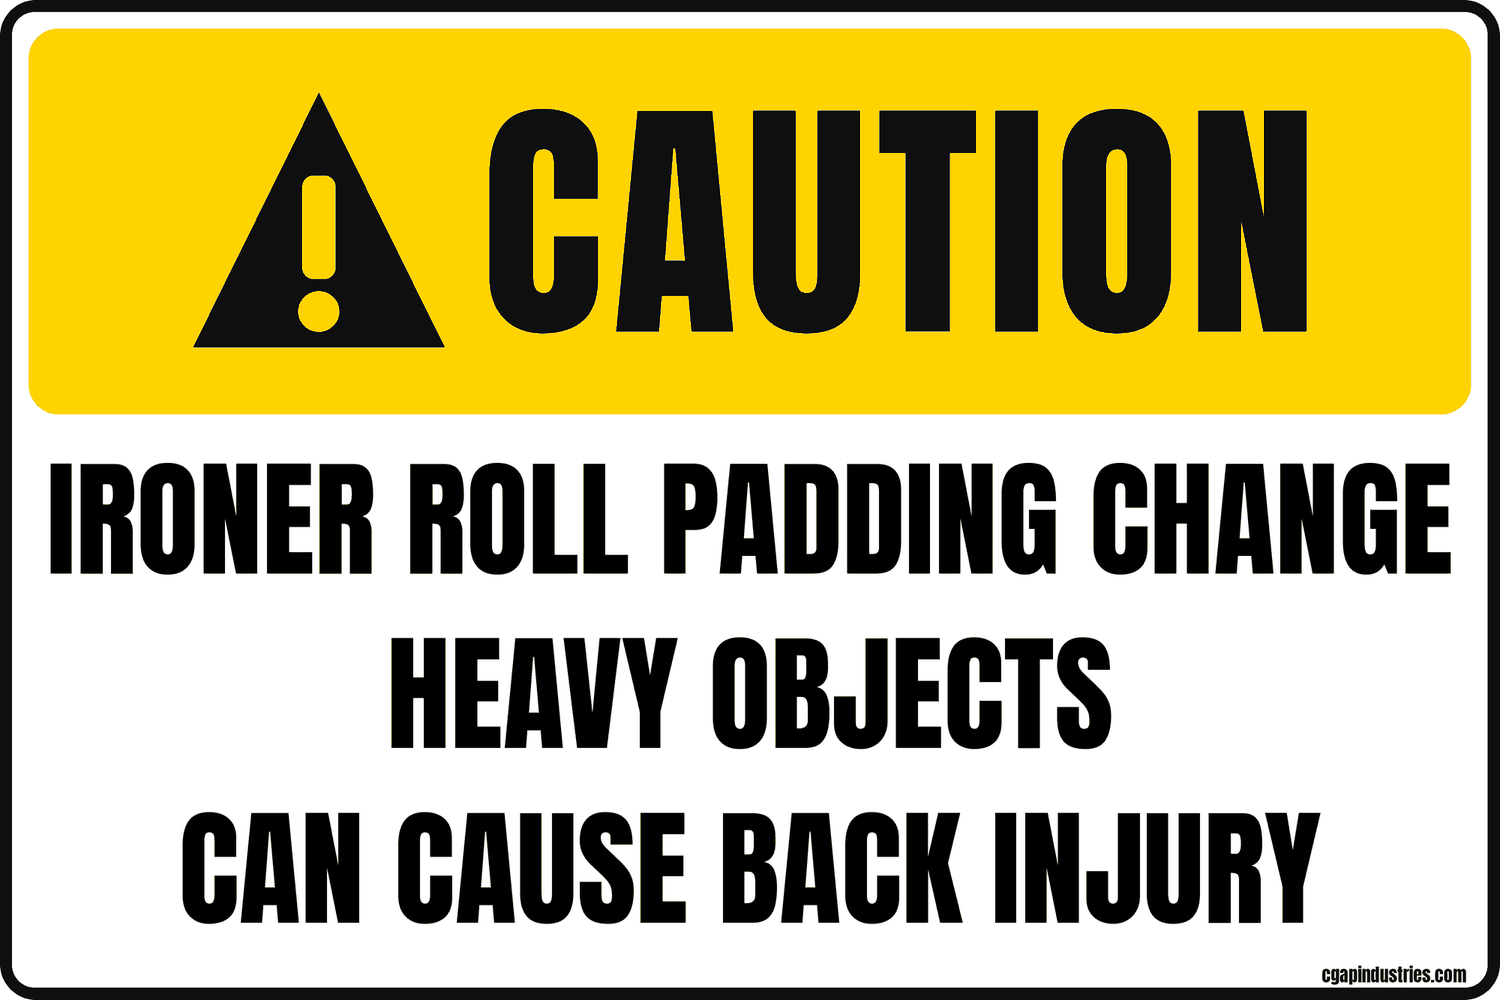 CAUTION
IRONER ROLL PADDING CHANGE
HEAVY OBJECTS
CAN CAUSE BACK INJURY
cgapindustries.com